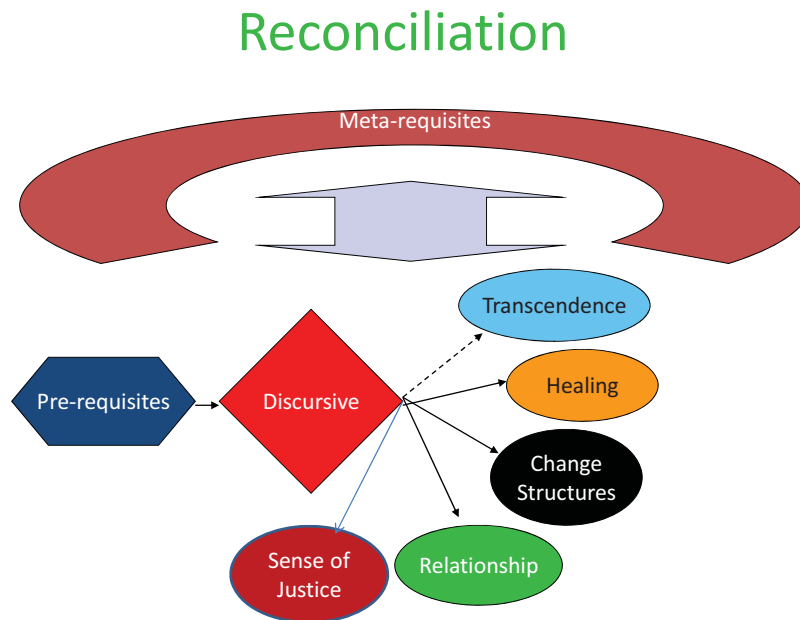 Reconciliation
Meta-requisites
Transcendence
Pre-requisites
Discursive
Healing
Change
Structures
Sense of
Justice
Relationship